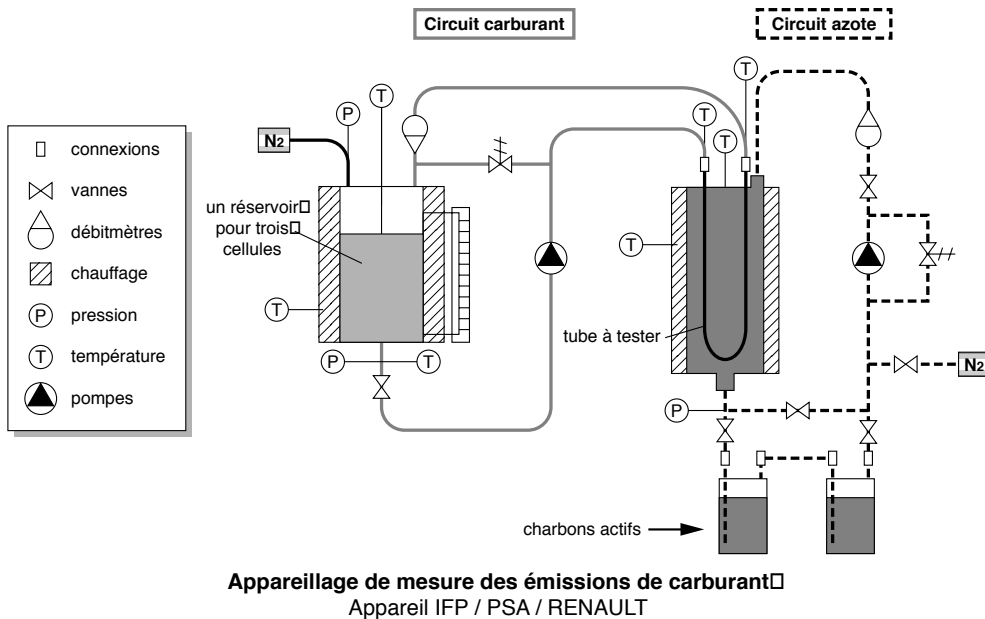 Circuit carburant
Circuit azote
T
T
P
T
N2
T
connexions
vannes
un réservoir□
pour trois□
cellules
débitmètres
T
chauffage
P
pression
T
tube à tester
T
température
P
T
N2
pompes
P
charbons actifs
Appareillage de mesure des émissions de carburant□
Appareil IFP / PSA / RENAULT